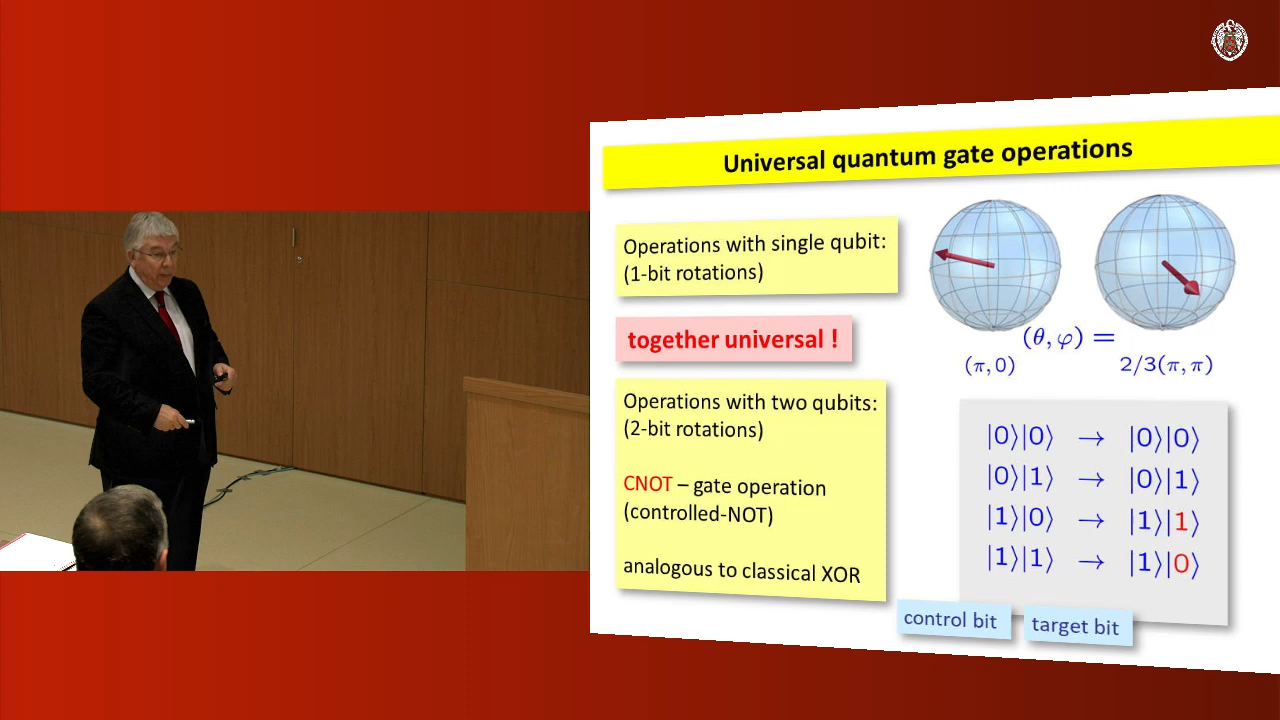 Universal quantum gate operations
Operations with single qubit:
(1-bit rotations)
together universal !
(θ, φ) =
(π, 0)
2/3(π, π)
Operations with two qubits:
(2-bit rotations)
CNOT – gate operation
(controlled-NOT)
analogous to classical XOR
|0⟩|0⟩ → |0⟩|0⟩
|0⟩|1⟩ → |0⟩|1⟩
|1⟩|0⟩ → |1⟩|1⟩
|1⟩|1⟩ → |1⟩|0⟩
control bit
target bit